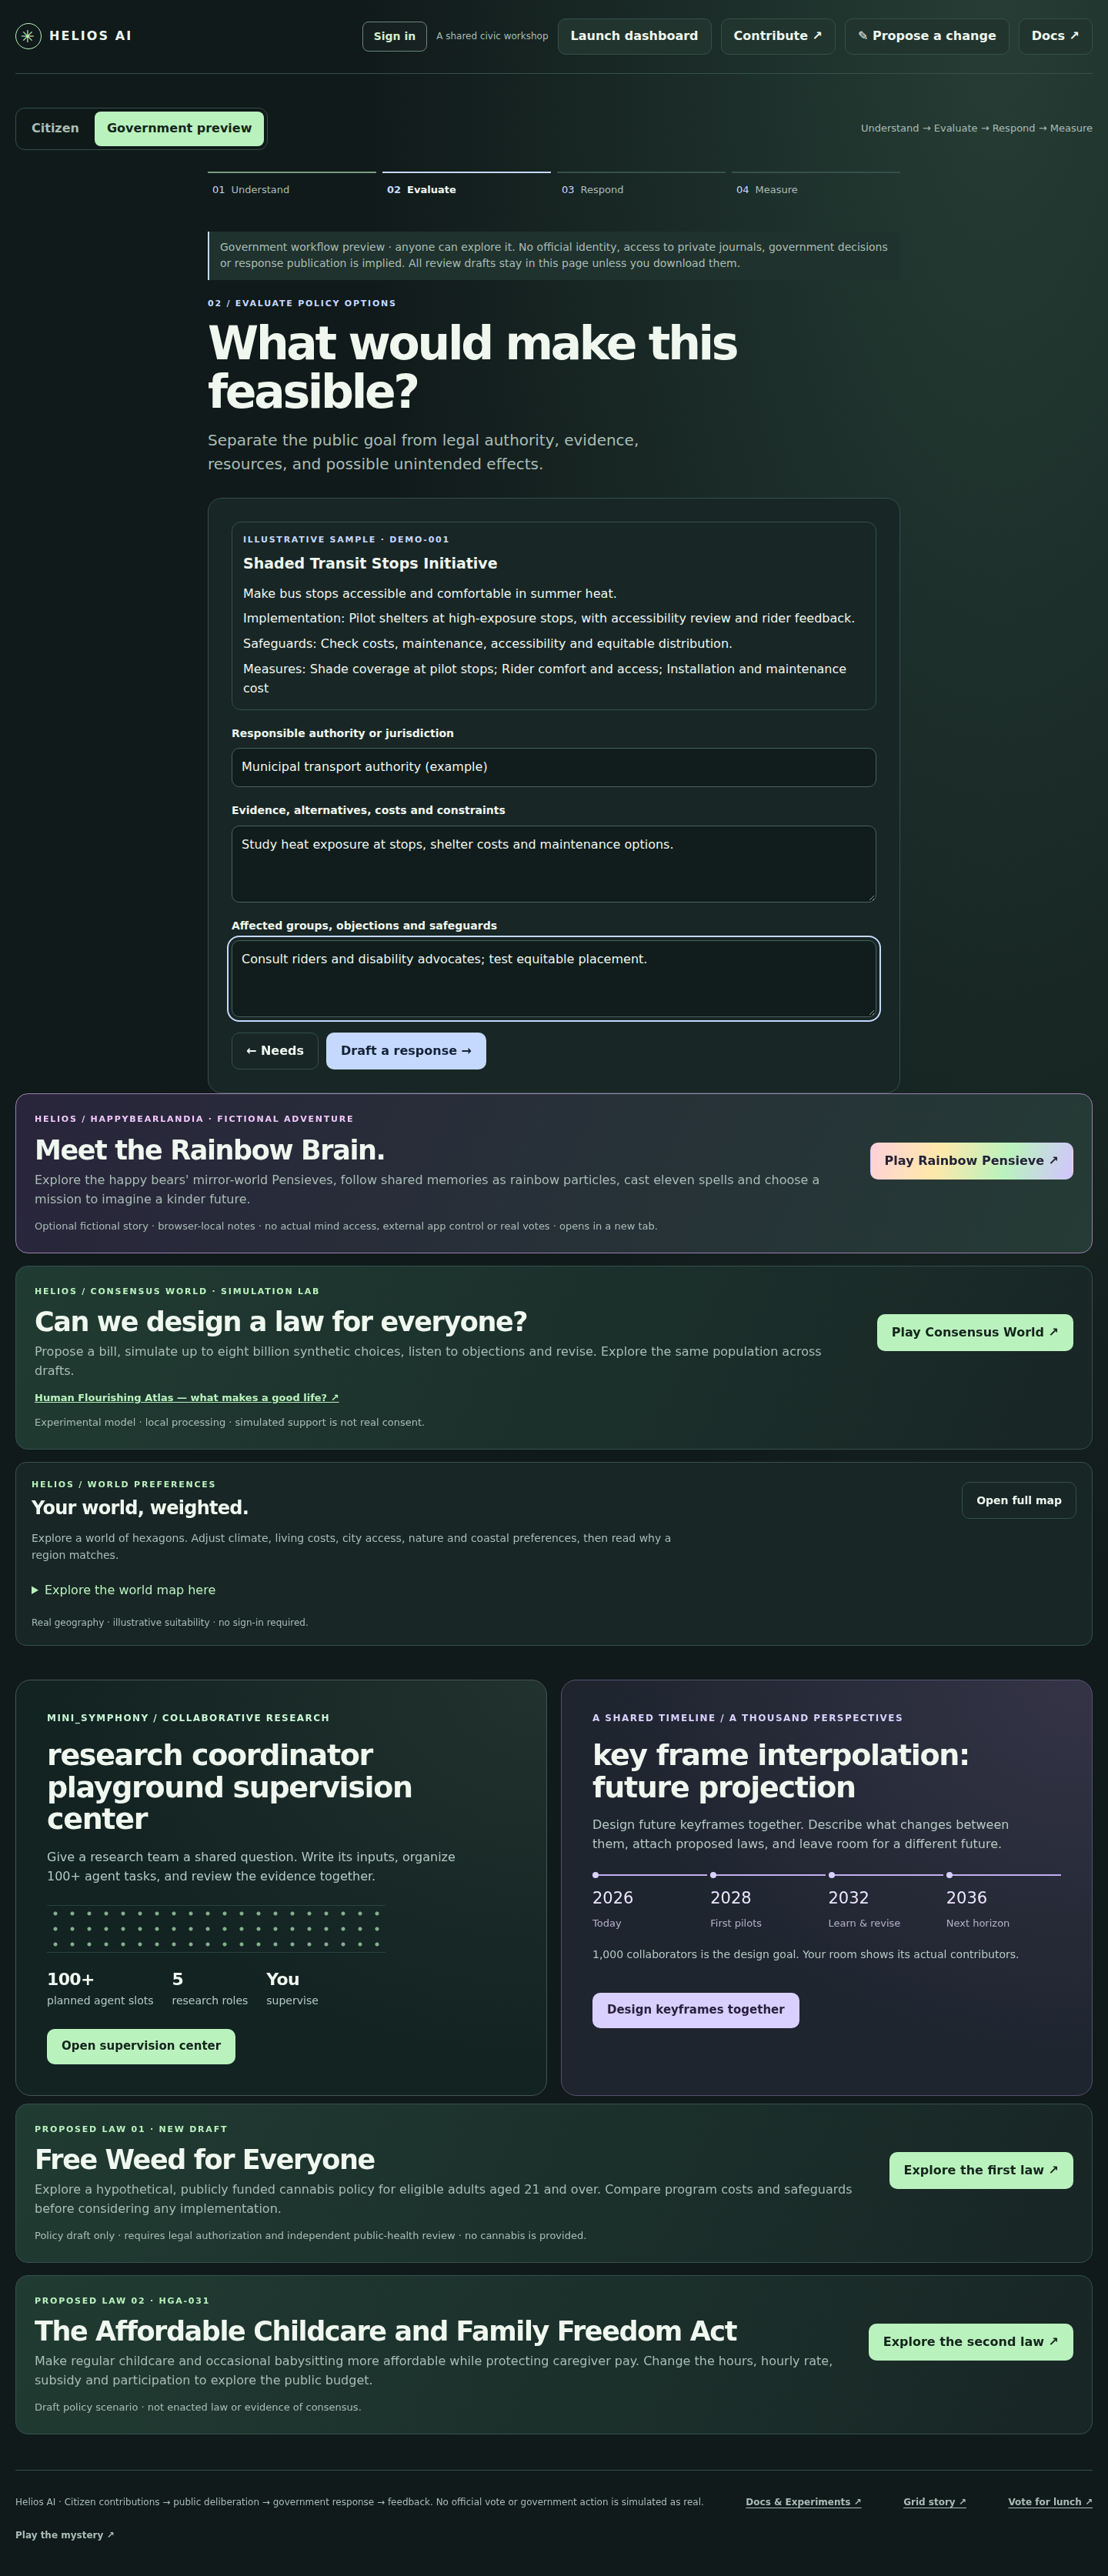 HELIOS AI
Sign in
A shared civic workshop
Launch dashboard
Contribute ↗
✎ Propose a change
Docs ↗
Citizen
Government preview
Understand → Evaluate → Respond → Measure
01 Understand
02 Evaluate
03 Respond
04 Measure
Government workflow preview · anyone can explore it. No official identity, access to private journals, government decisions
or response publication is implied. All review drafts stay in this page unless you download them.
02 / EVALUATE POLICY OPTIONS
What would make this
feasible?
Separate the public goal from legal authority, evidence,
resources, and possible unintended effects.
ILLUSTRATIVE SAMPLE · DEMO-001
Shaded Transit Stops Initiative
Make bus stops accessible and comfortable in summer heat.
Implementation: Pilot shelters at high-exposure stops, with accessibility review and rider feedback.
Safeguards: Check costs, maintenance, accessibility and equitable distribution.
Measures: Shade coverage at pilot stops; Rider comfort and access; Installation and maintenance
cost
Responsible authority or jurisdiction
Municipal transport authority (example)
Evidence, alternatives, costs and constraints
Study heat exposure at stops, shelter costs and maintenance options.
Affected groups, objections and safeguards
Consult riders and disability advocates; test equitable placement.
← Needs
Draft a response →
HELIOS / HAPPYBEARLANDIA · FICTIONAL ADVENTURE
Meet the Rainbow Brain.
Explore the happy bears' mirror-world Pensieves, follow shared memories as rainbow particles, cast eleven spells and choose a
mission to imagine a kinder future.
Optional fictional story · browser-local notes · no actual mind access, external app control or real votes · opens in a new tab.
Play Rainbow Pensieve ↗
HELIOS / CONSENSUS WORLD · SIMULATION LAB
Can we design a law for everyone?
Propose a bill, simulate up to eight billion synthetic choices, listen to objections and revise. Explore the same population across
drafts.
Human Flourishing Atlas — what makes a good life? ↗
Experimental model · local processing · simulated support is not real consent.
Play Consensus World ↗
HELIOS / WORLD PREFERENCES
Your world, weighted.
Explore a world of hexagons. Adjust climate, living costs, city access, nature and coastal preferences, then read why a
region matches.
▶ Explore the world map here
Real geography · illustrative suitability · no sign-in required.
Open full map
MINI_SYMPHONY / COLLABORATIVE RESEARCH
research coordinator
playground supervision
center
Give a research team a shared question. Write its inputs, organize
100+ agent tasks, and review the evidence together.
100+
planned agent slots
5
research roles
You
supervise
Open supervision center
A SHARED TIMELINE / A THOUSAND PERSPECTIVES
key frame interpolation:
future projection
Design future keyframes together. Describe what changes between
them, attach proposed laws, and leave room for a different future.
2026
Today
2028
First pilots
2032
Learn & revise
2036
Next horizon
1,000 collaborators is the design goal. Your room shows its actual contributors.
Design keyframes together
PROPOSED LAW 01 · NEW DRAFT
Free Weed for Everyone
Explore a hypothetical, publicly funded cannabis policy for eligible adults aged 21 and over. Compare program costs and safeguards
before considering any implementation.
Policy draft only · requires legal authorization and independent public-health review · no cannabis is provided.
Explore the first law ↗
PROPOSED LAW 02 · HGA-031
The Affordable Childcare and Family Freedom Act
Make regular childcare and occasional babysitting more affordable while protecting caregiver pay. Change the hours, hourly rate,
subsidy and participation to explore the public budget.
Draft policy scenario · not enacted law or evidence of consensus.
Explore the second law ↗
Helios AI · Citizen contributions → public deliberation → government response → feedback. No official vote or government action is simulated as real.
Docs & Experiments ↗
Grid story ↗
Vote for lunch ↗
Play the mystery ↗